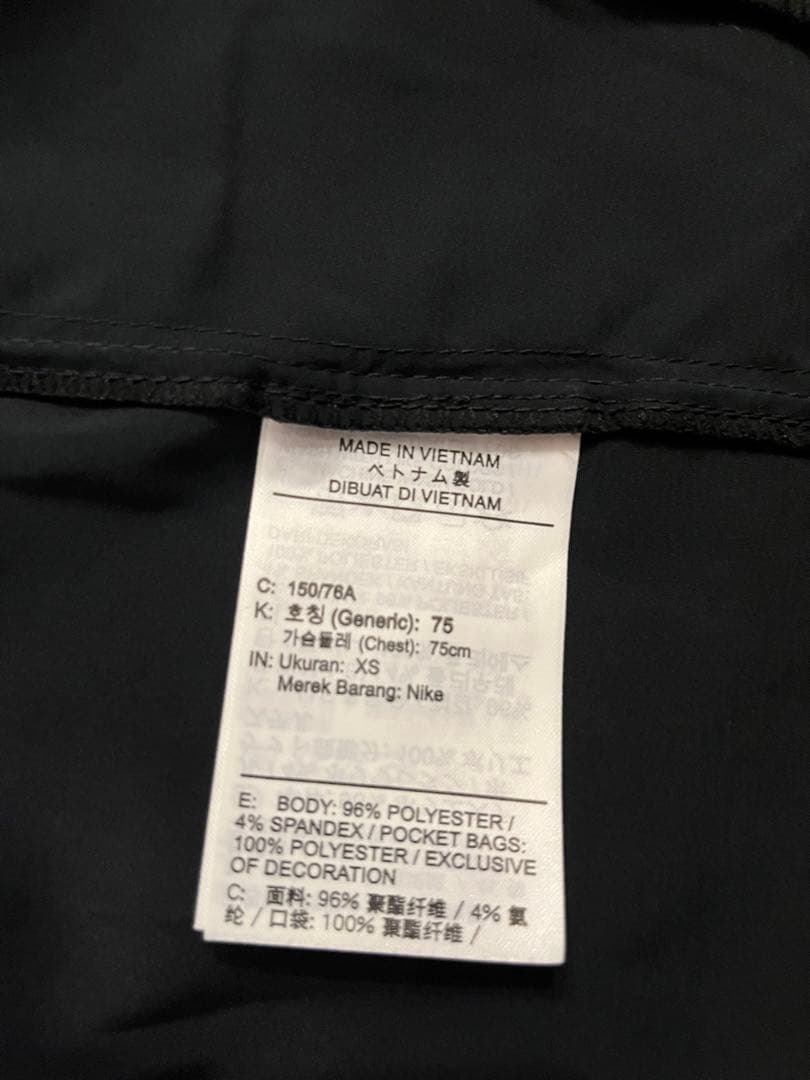 MADE IN VIETNAM
ベトナム製
DIBUAT DI VIETNAM
C: 150/76A
K: 호칭 (Generic): 75
가슴둘레 (Chest): 75cm
IN: Ukuran: XS
Merek Barang: Nike
E: BODY: 96% POLYESTER /
4% SPANDEX / POCKET BAGS:
100% POLYESTER / EXCLUSIVE
OF DECORATION
C: 面料: 96% 聚酯纤维 / 4% 氨
纶 / 口袋: 100% 聚酯纤维 /